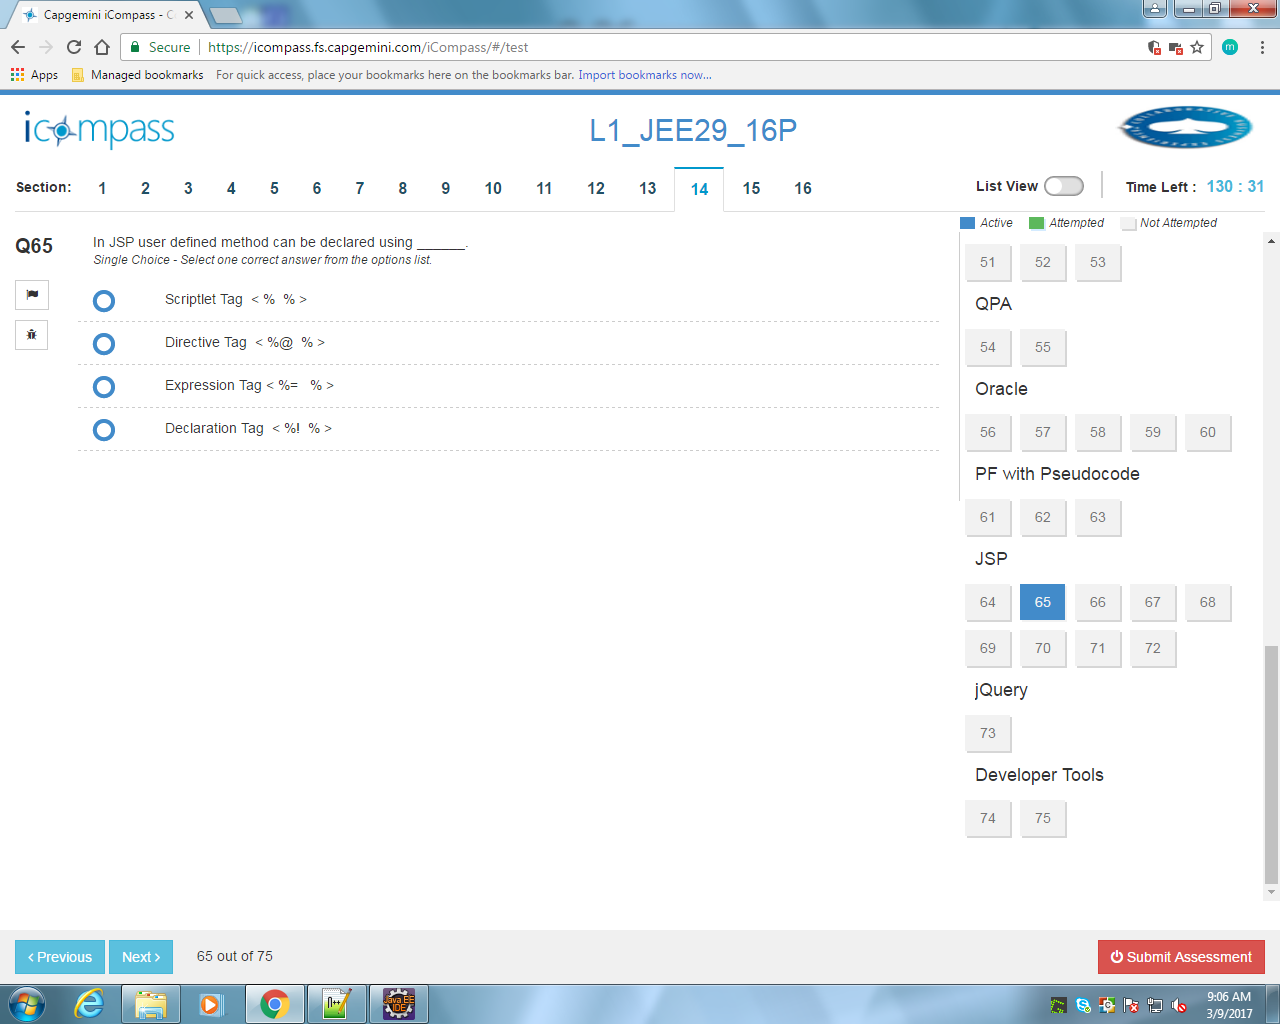 Capgemini iCompass - C
Secure https://icompass.fs.capgemini.com/iCompass/#/test
m
Apps Managed bookmarks For quick access, place your bookmarks here on the bookmarks bar. Import bookmarks now...
icompass
L1_JEE29_16P
Section: 1 2 3 4 5 6 7 8 9 10 11 12 13 14 15 16
List View Time Left : 130 : 31
Active Attempted Not Attempted
Q65
In JSP user defined method can be declared using ______.
Single Choice - Select one correct answer from the options list.
Scriptlet Tag < % % >
Directive Tag < %@ % >
Expression Tag < %= % >
Declaration Tag < %! % >
51 52 53
QPA
54 55
Oracle
56 57 58 59 60
PF with Pseudocode
61 62 63
JSP
64 65 66 67 68
69 70 71 72
jQuery
73
Developer Tools
74 75
‹ Previous Next › 65 out of 75 Submit Assessment
n++
Java EE
IDE
9:06 AM
3/9/2017